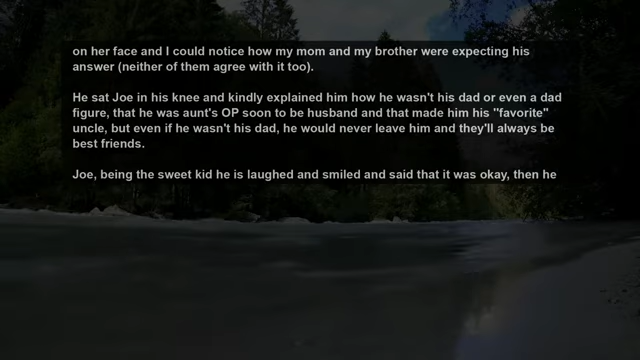 on her face and I could notice how my mom and my brother were expecting his
answer (neither of them agree with it too).
He sat Joe in his knee and kindly explained him how he wasn't his dad or even a dad
figure, that he was aunt's OP soon to be husband and that made him his "favorite"
uncle, but even if he wasn't his dad, he would never leave him and they'll always be
best friends.
Joe, being the sweet kid he is laughed and smiled and said that it was okay, then he